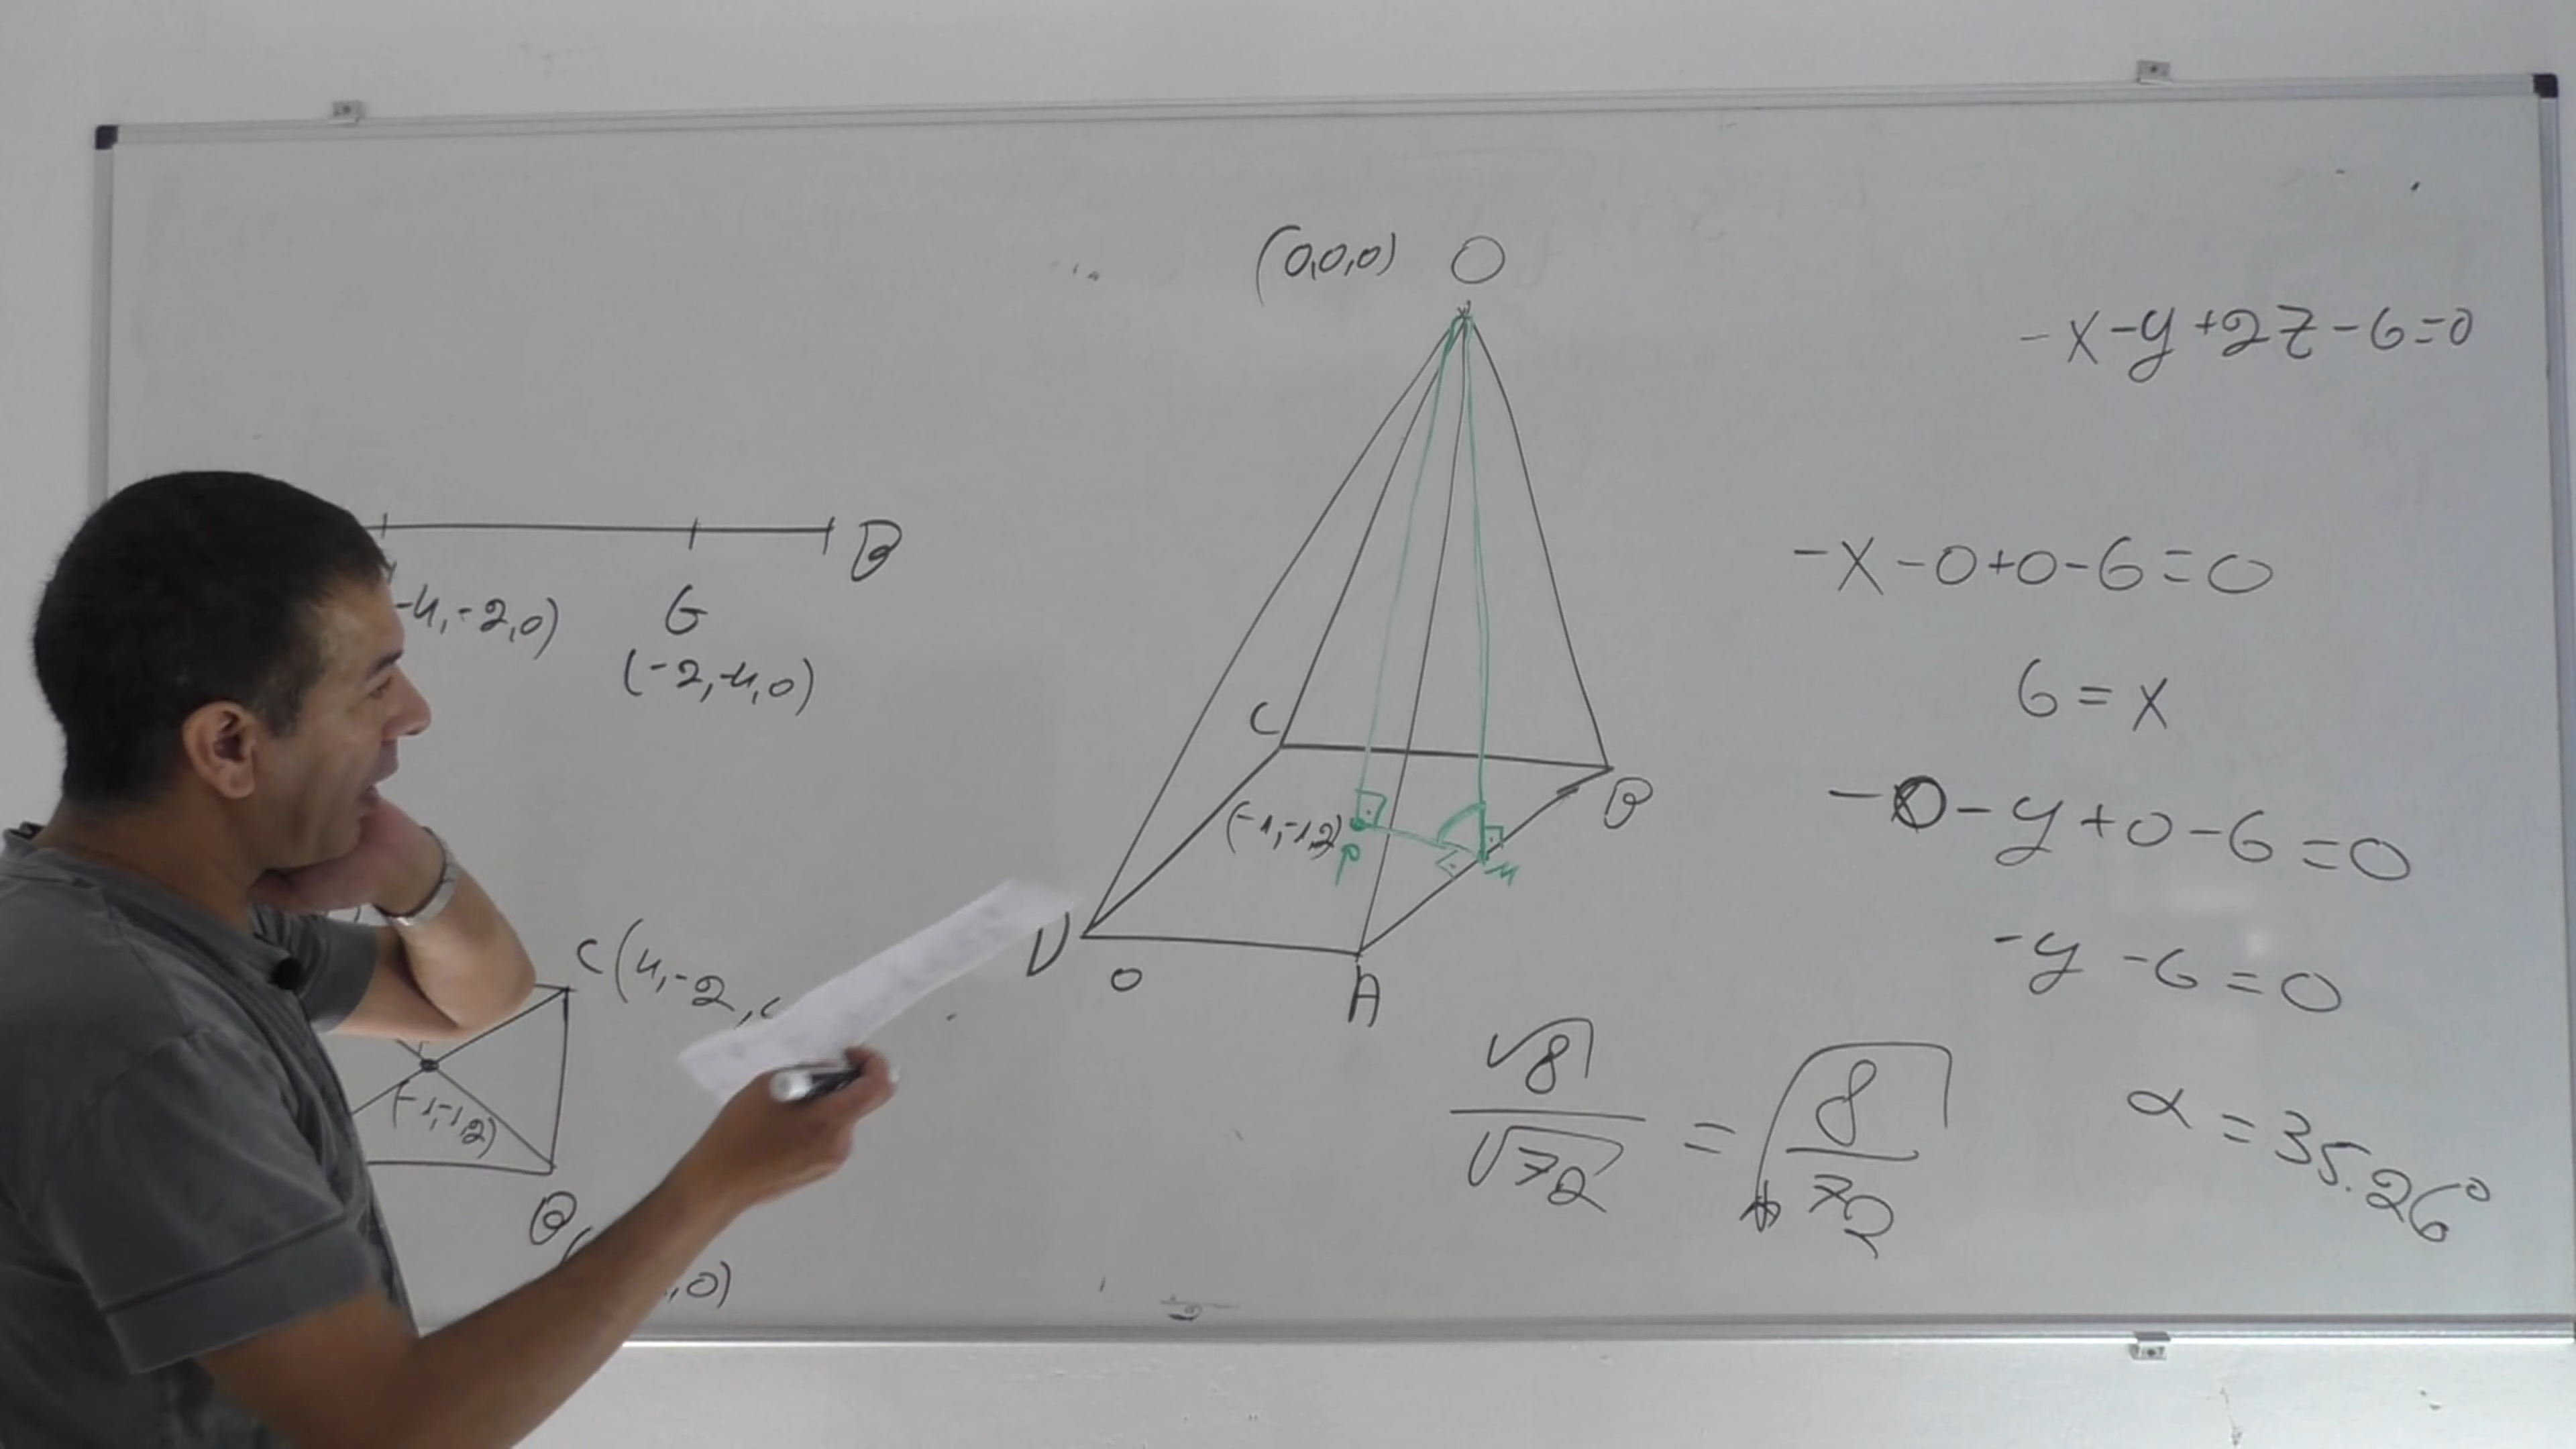 (0,0,0) O
-x-y+2z-6=0
B
-4,-2,0)
G
(-2,-4,0)
-x-0+0-6=0
6=x
C
B
(-1,-1,2)
P
M
-0-y+0-6=0
D
O
A
-y-6=0
C(4,-2,
(-1,-1,2)
B(
,0)
√8/√72 = √8/72
α=35.26°